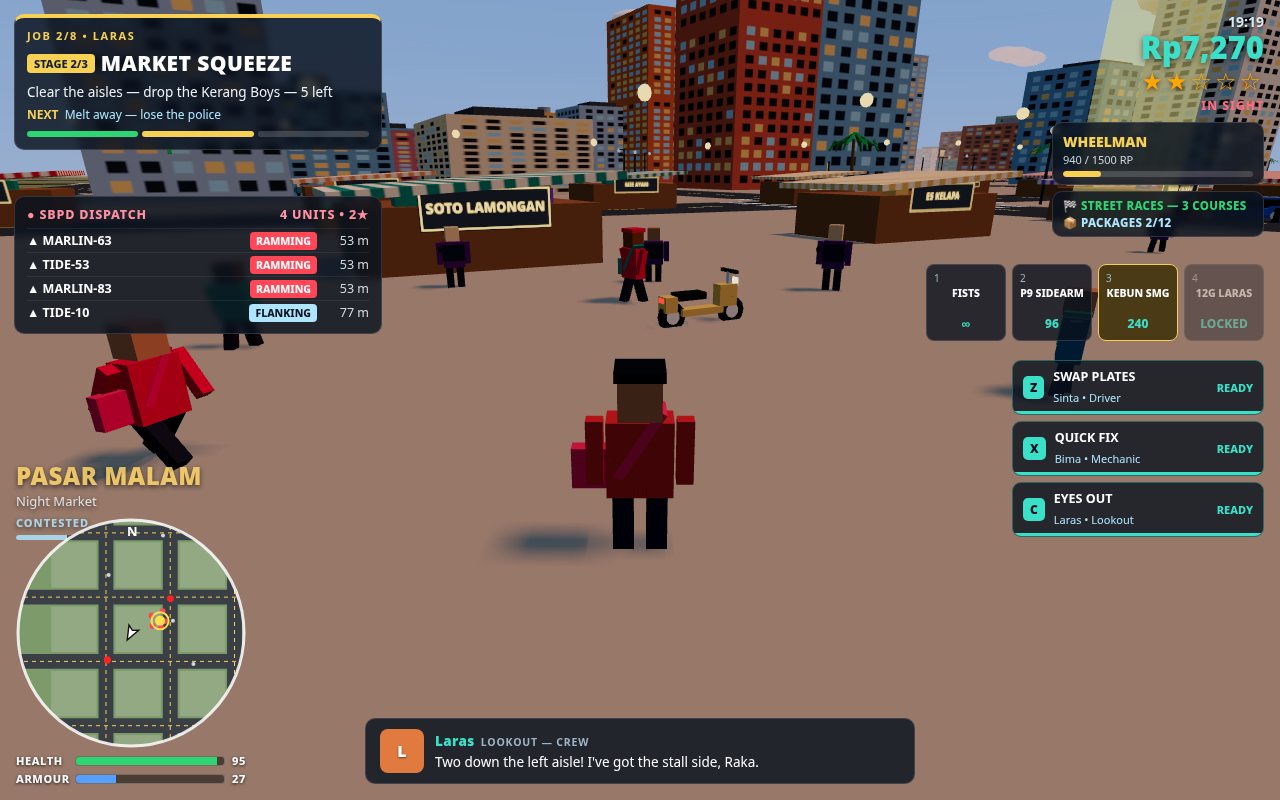 JOB 2/8 • LARAS
STAGE 2/3 MARKET SQUEEZE
Clear the aisles — drop the Kerang Boys — 5 left
NEXT Melt away — lose the police
● SBPD DISPATCH 4 UNITS • 2★
▲ MARLIN-63 RAMMING 53 m
▲ TIDE-53 RAMMING 53 m
▲ MARLIN-83 RAMMING 53 m
▲ TIDE-10 FLANKING 77 m
SOTO LAMONGAN
MIE AYAM
ES KELAPA
19:19
Rp7,270
★★☆☆☆
IN SIGHT
WHEELMAN
940 / 1500 RP
🏁 STREET RACES — 3 COURSES
📦 PACKAGES 2/12
1 FISTS ∞
2 P9 SIDEARM 96
3 KEBUN SMG 240
4 12G LARAS LOCKED
Z SWAP PLATES READY
Sinta • Driver
X QUICK FIX READY
Bima • Mechanic
C EYES OUT READY
Laras • Lookout
PASAR MALAM
Night Market
CONTESTED
N
HEALTH 95
ARMOUR 27
L
Laras LOOKOUT — CREW
Two down the left aisle! I've got the stall side, Raka.